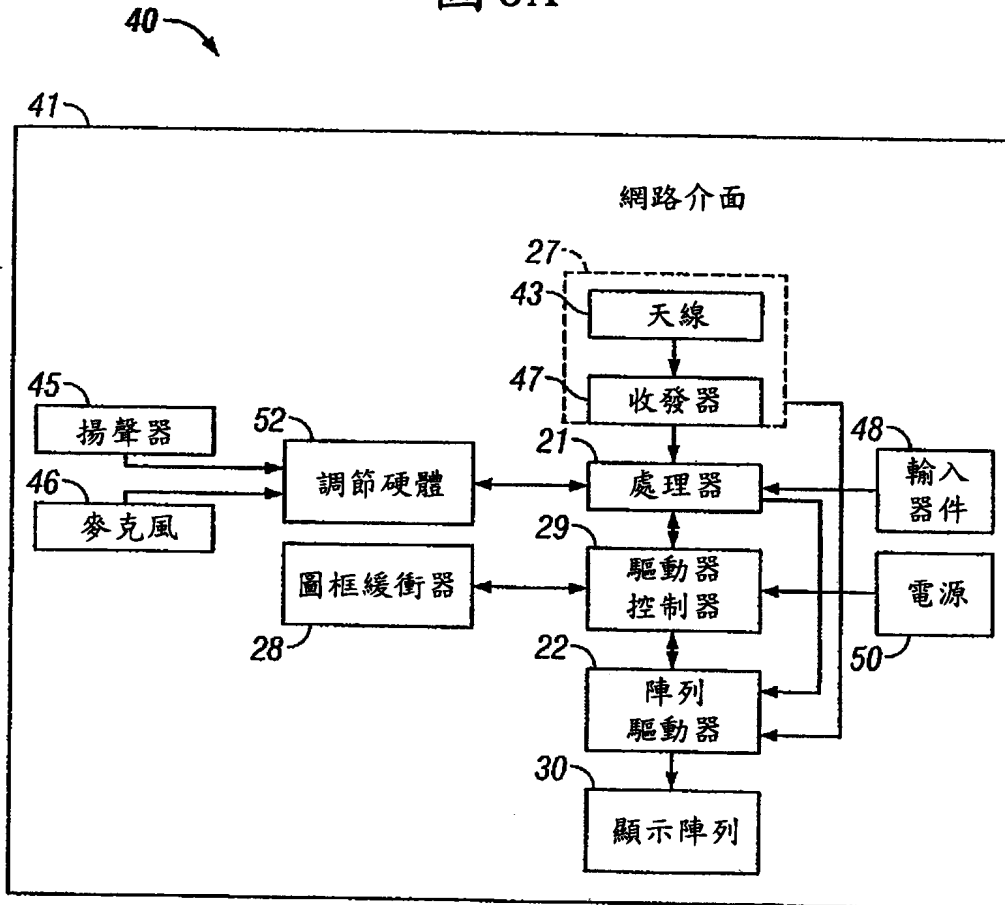 40
41
網路介面
27
43
天線
47
收發器
45
揚聲器
52
調節硬體
21
處理器
48
輸入
器件
46
麥克風
29
驅動器
控制器
圖框緩衝器
28
電源
50
22
陣列
驅動器
30
顯示陣列